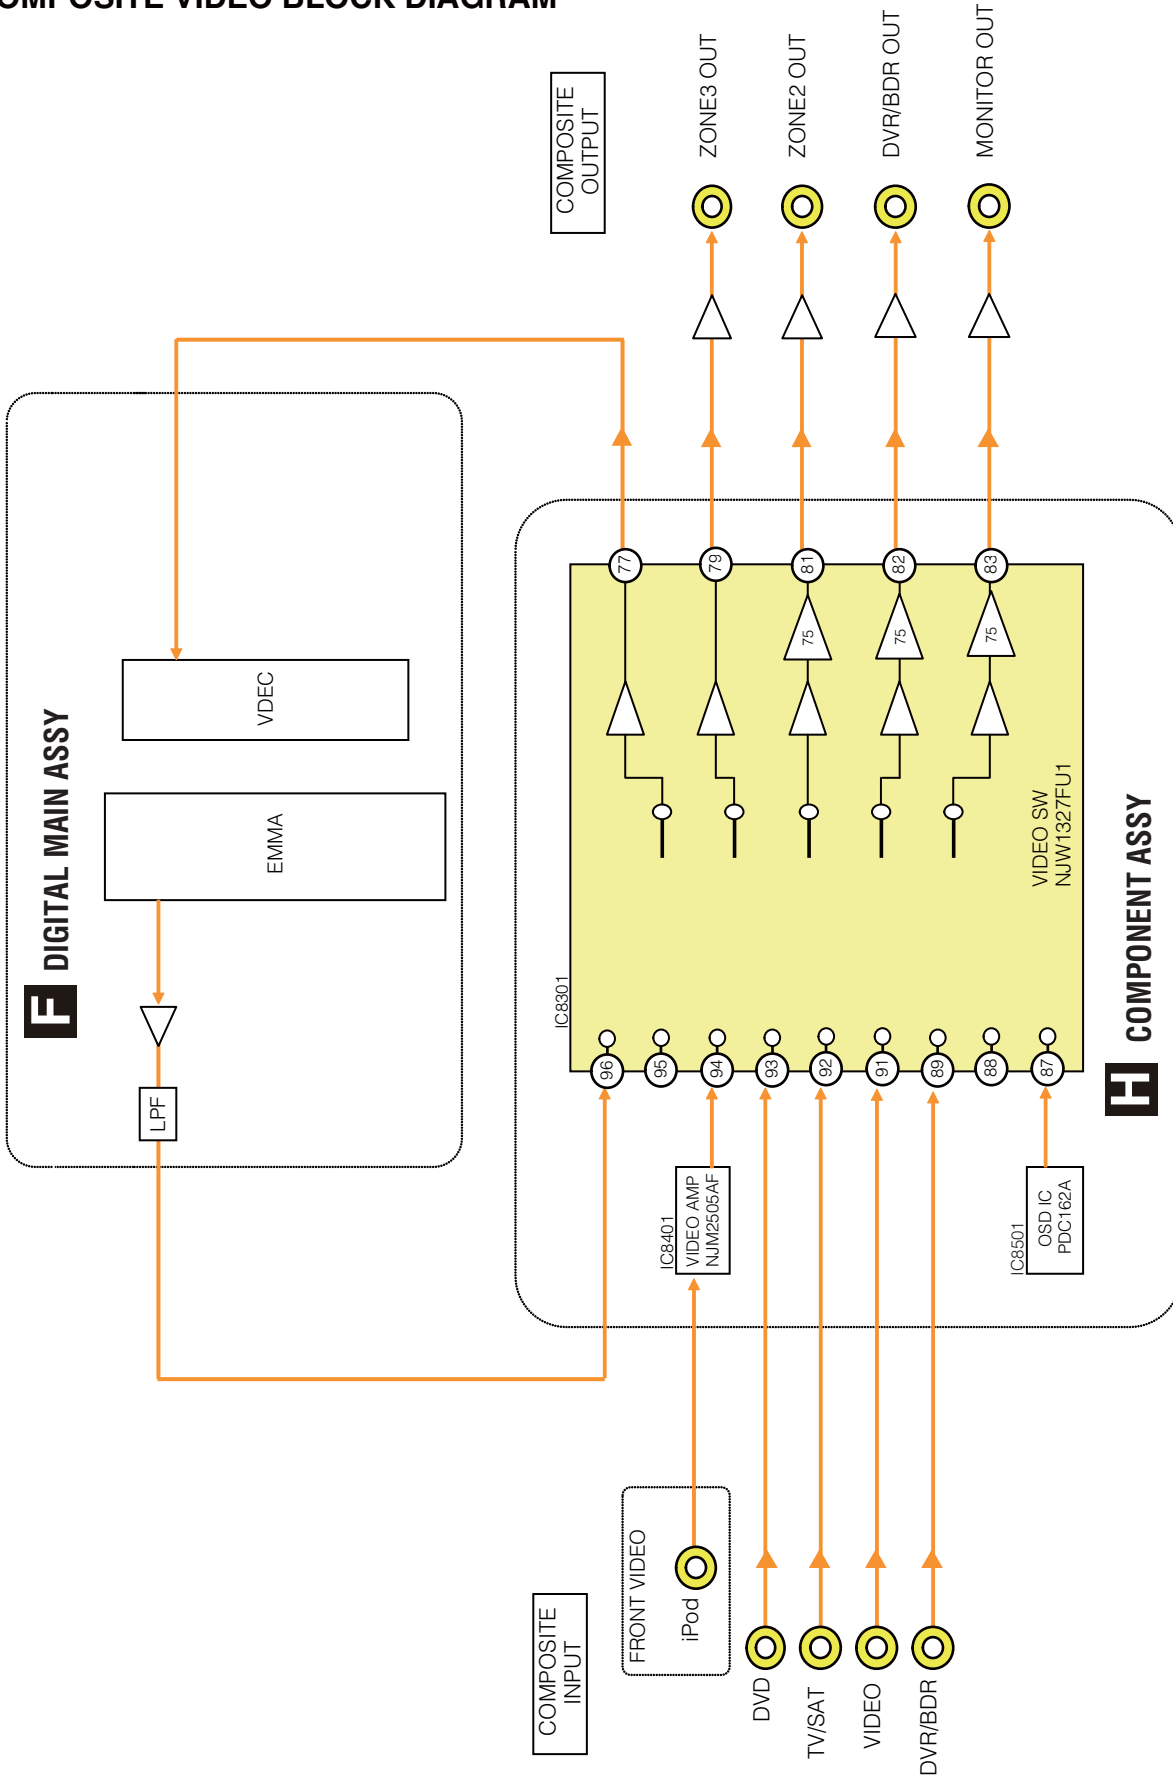 OMPOSITE VIDEO BLOCK DIAGRAM
F DIGITAL MAIN ASSY
LPF
EMMA
VDEC
COMPOSITE
OUTPUT
ZONE3 OUT
ZONE2 OUT
DVR/BDR OUT
MONITOR OUT
COMPOSITE
INPUT
FRONT VIDEO
iPod
DVD
TV/SAT
VIDEO
DVR/BDR
IC8401
VIDEO AMP
NJM2505AF
IC8501
OSD IC
PDC162A
IC8301
96
95
94
93
92
91
89
88
87
VIDEO SW
NJW1327FU1
75
75
75
77
79
81
82
83
H COMPONENT ASSY